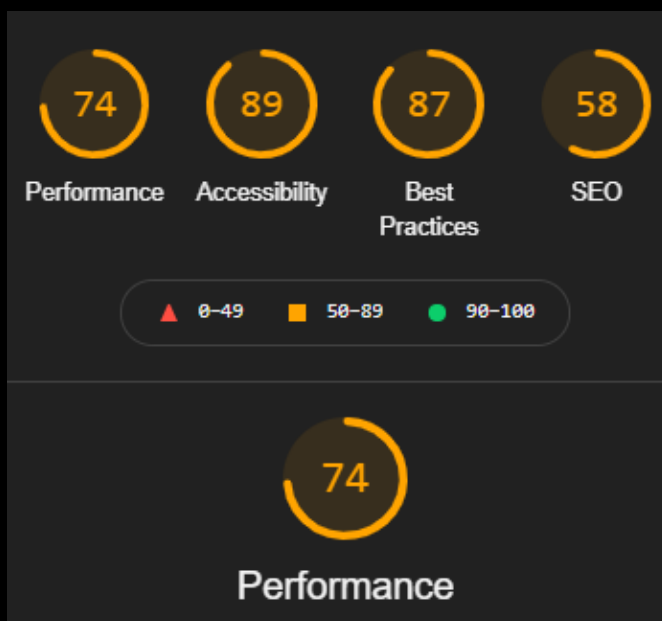 74 89 87 58
Performance Accessibility Best Practices SEO
0–49 50–89 90–100
74
Performance